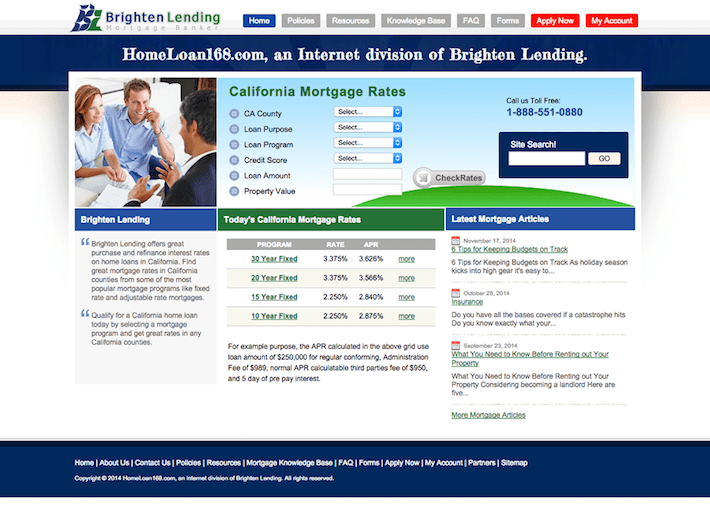 Brighten Lending
Mortgage Banker
Home
Policies
Resources
Knowledge Base
FAQ
Forms
Apply Now
My Account
HomeLoan168.com, an Internet division of Brighten Lending.
California Mortgage Rates
CA County Select...
Loan Purpose Select...
Loan Program Select...
Credit Score Select...
Loan Amount
Property Value
CheckRates
Call us Toll Free:
1-888-551-0880
Site Search!
GO
Brighten Lending
Brighten Lending offers great
purchase and refinance interest rates
on home loans in California. Find
great mortgage rates in California
counties from some of the most
popular mortgage programs like fixed
rate and adjustable rate mortgages.
Qualify for a California home loan
today by selecting a mortgage
program and get great rates in any
California counties.
Today's California Mortgage Rates
PROGRAM RATE APR
30 Year Fixed 3.375% 3.626% more
20 Year Fixed 3.375% 3.566% more
15 Year Fixed 2.250% 2.840% more
10 Year Fixed 2.250% 2.875% more
For example purpose, the APR calculated in the above grid use
loan amount of $250,000 for regular conforming, Administration
Fee of $989, normal APR calculatable third parties fee of $950,
and 5 day of pre pay interest.
Latest Mortgage Articles
November 17, 2014
6 Tips for Keeping Budgets on Track
6 Tips for Keeping Budgets on Track As holiday season
kicks into high gear it's easy to...
October 28, 2014
Insurance
Do you have all the bases covered if a catastrophe hits
Do you know exactly what your...
September 23, 2014
What You Need to Know Before Renting out Your
Property
What You Need to Know Before Renting out Your
Property Considering becoming a landlord Here are
five...
More Mortgage Articles
Home | About Us | Contact Us | Policies | Resources | Mortgage Knowledge Base | FAQ | Forms | Apply Now | My Account | Partners | Sitemap
Copyright © 2014 HomeLoan168.com, an Internet division of Brighten Lending. All rights reserved.